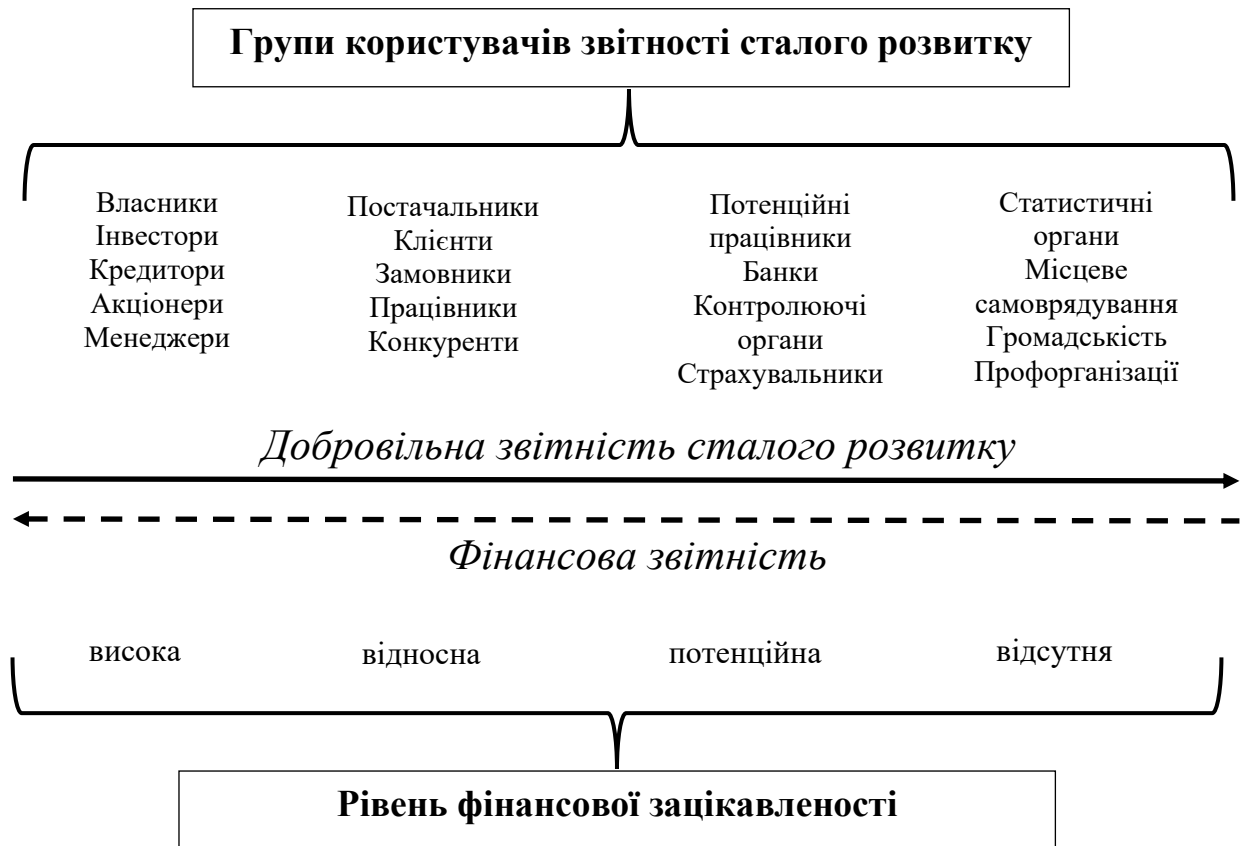 Групи користувачів звітності сталого розвитку
Власники
Інвестори
Кредитори
Акціонери
Менеджери
Постачальники
Клієнти
Замовники
Працівники
Конкуренти
Потенційні
працівники
Банки
Контролюючі
органи
Страхувальники
Статистичні
органи
Місцеве
самоврядування
Громадськість
Профорганізації
Добровільна звітність сталого розвитку
Фінансова звітність
висока
відносна
потенційна
відсутня
Рівень фінансової зацікавленості